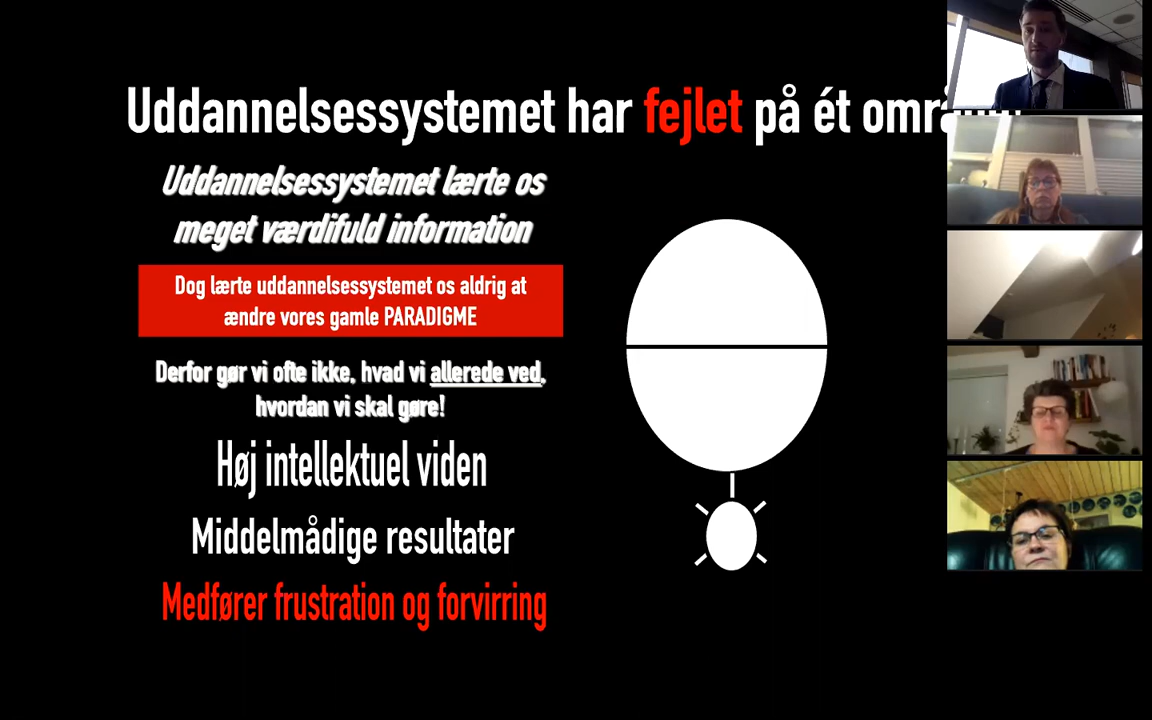 Uddannelsessystemet har fejlet på ét
Uddannelsessystemet lærte os
meget værdifuld information
Dog lærte uddannelsessystemet os aldrig at
ændre vores gamle PARADIGME
Derfor gør vi ofte ikke, hvad vi allerede ved,
hvordan vi skal gøre!
Høj intellektuel viden
Middelmådige resultater
Medfører frustration og forvirring